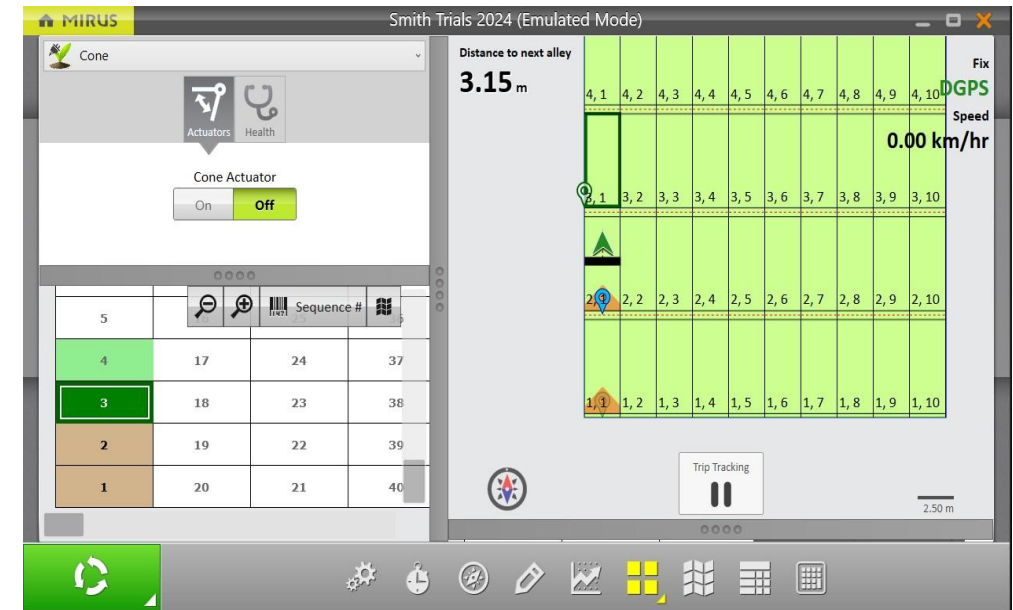 MIRUS
Smith Trials 2024 (Emulated Mode)
Cone
Actuators
Health
Cone Actuator
On Off
Sequence #
5
4 17 24 37
3 18 23 38
2 19 22 39
1 20 21 40
Distance to next alley
3.15 m
Fix
DGPS
Speed
0.00 km/hr
4, 1 4, 2 4, 3 4, 4 4, 5 4, 6 4, 7 4, 8 4, 9 4, 10
3, 1 3, 2 3, 3 3, 4 3, 5 3, 6 3, 7 3, 8 3, 9 3, 10
2, 1 2, 2 2, 3 2, 4 2, 5 2, 6 2, 7 2, 8 2, 9 2, 10
1, 1 1, 2 1, 3 1, 4 1, 5 1, 6 1, 7 1, 8 1, 9 1, 10
Trip Tracking
2.50 m